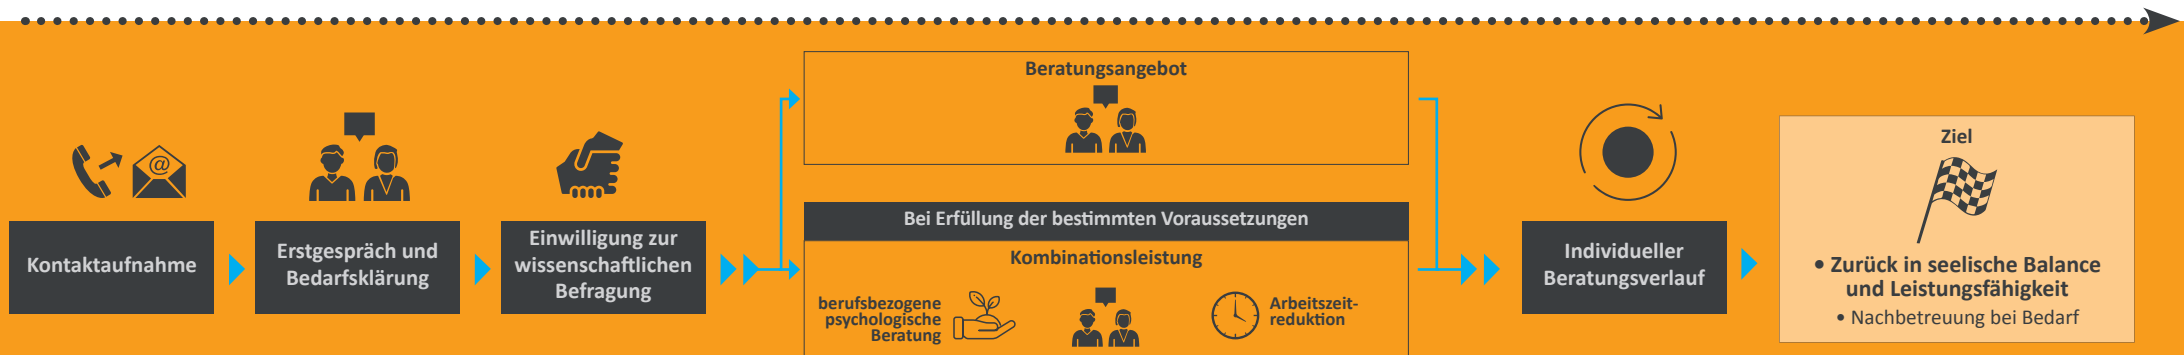 Kontaktaufnahme
@
Erstgespräch und
Bedarfsklärung
Einwilligung zur
wissenschaftlichen
Befragung
Beratungsangebot
Bei Erfüllung der bestimmten Voraussetzungen
Kombinationsleistung
berufsbezogene
psychologische
Beratung
Arbeitszeit-
reduktion
Individueller
Beratungsverlauf
Ziel
• Zurück in seelische Balance
und Leistungsfähigkeit
• Nachbetreuung bei Bedarf